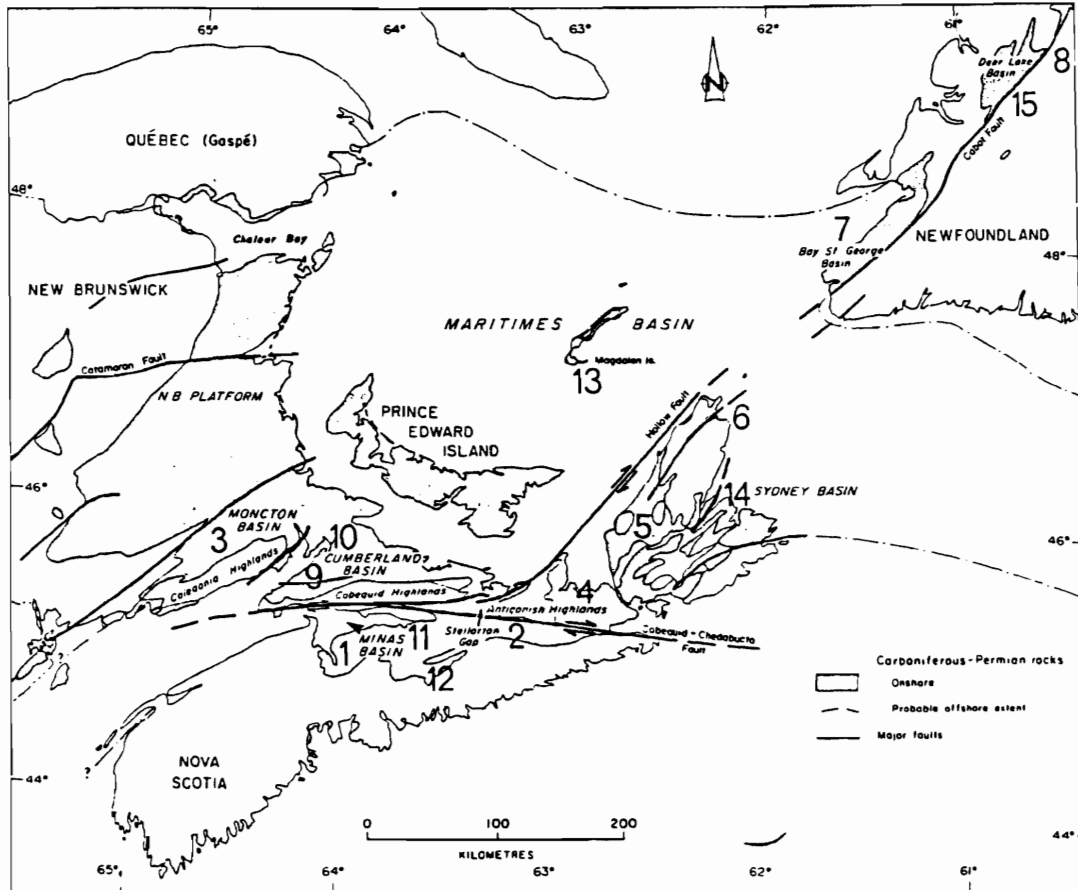 65°
64°
62°
61°
8
Deer Lake
Basin
15
N
QUÉBEC (Gaspé)
Cabot Fault
48°
7
NEWFOUNDLAND
Bay St George
Basin
48°
Chaleur Bay
NEW BRUNSWICK
MARITIMES BASIN
Magdalen Is.
13
Catamaran Fault
NB PLATFORM
PRINCE
EDWARD
ISLAND
Hollow Fault
6
46°
14 SYDNEY BASIN
MONCTON
BASIN
3
10
5
46°
Caledonia Highlands
CUMBERLAND
BASIN
9
Cobequid Highlands
4
Antigonish Highlands
Stellarton
Gap
Cobequid-Chedabucto
Fault
11
2
MINAS
BASIN
1
12
?
?
?
Carboniferous-Permian rocks
Onshore
Probable offshore extent
Major faults
NOVA
SCOTIA
44°
0 100 200
KILOMETRES
44°
65°
64°
63°
62°
61°